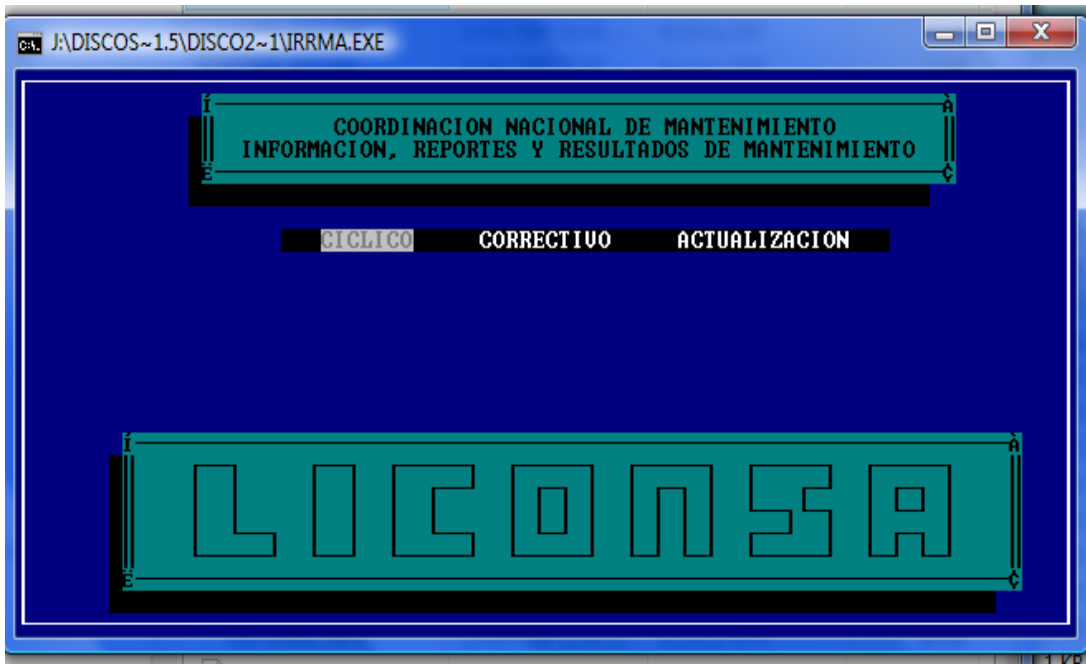 J:\DISCOS~1.5\DISCO2~1\IRRMA.EXE
COORDINACION NACIONAL DE MANTENIMIENTO
INFORMACION, REPORTES Y RESULTADOS DE MANTENIMIENTO
CICLICO CORRECTIVO ACTUALIZACION
LICONSA